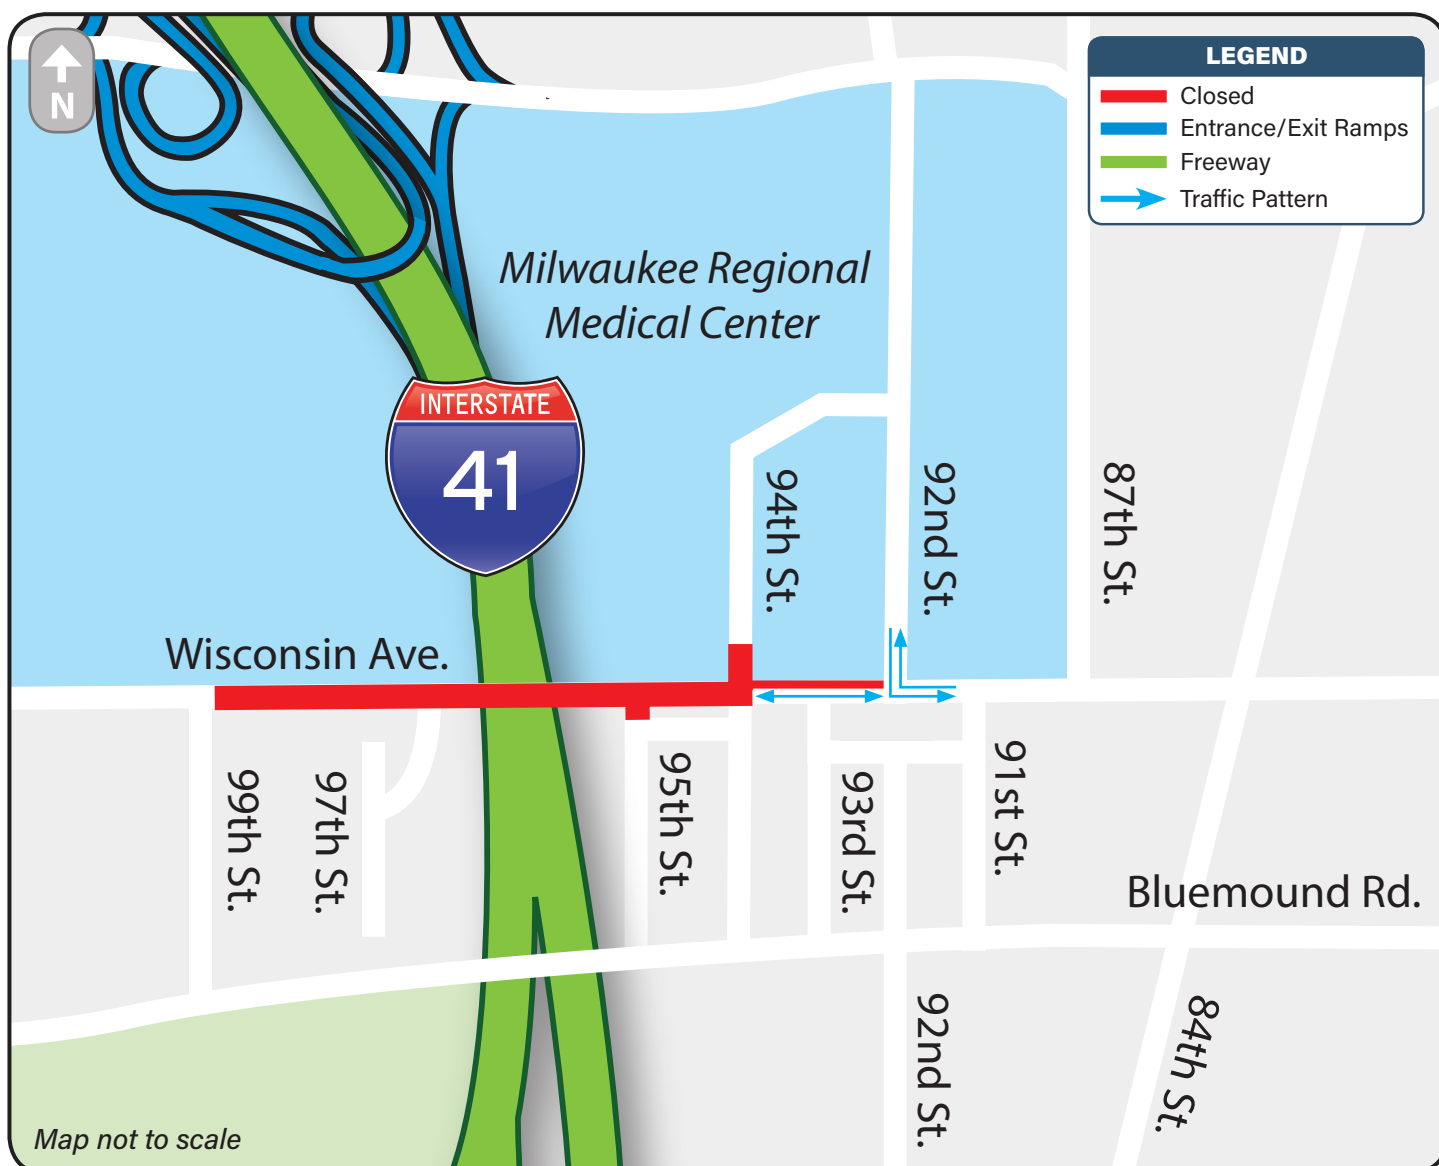 N
LEGEND
Closed
Entrance/Exit Ramps
Freeway
Traffic Pattern
Milwaukee Regional
Medical Center
INTERSTATE
41
94th St.
92nd St.
87th St.
Wisconsin Ave.
99th St.
97th St.
95th St.
93rd St.
91st St.
Bluemound Rd.
92nd St.
84th St.
Map not to scale